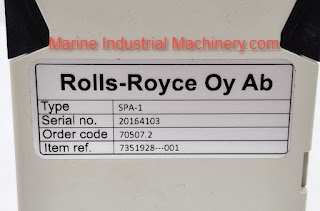 Marine Industrial Machinery.com
Rolls-Royce Oy Ab
Type SPA-1
Serial no. 20164103
Order code 70507.2
Item ref. 7351928---001